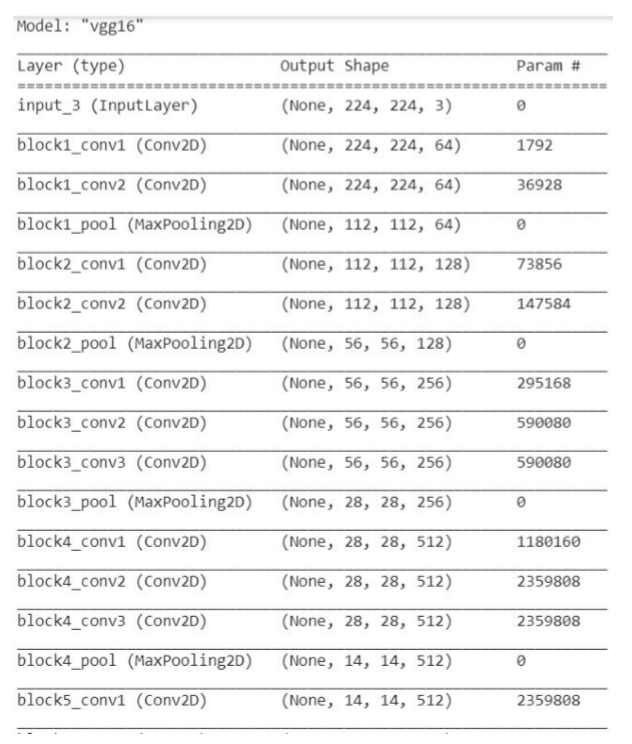 Model: "vgg16"
Layer (type) Output Shape Param #
input_3 (InputLayer) (None, 224, 224, 3) 0
block1_conv1 (Conv2D) (None, 224, 224, 64) 1792
block1_conv2 (Conv2D) (None, 224, 224, 64) 36928
block1_pool (MaxPooling2D) (None, 112, 112, 64) 0
block2_conv1 (Conv2D) (None, 112, 112, 128) 73856
block2_conv2 (Conv2D) (None, 112, 112, 128) 147584
block2_pool (MaxPooling2D) (None, 56, 56, 128) 0
block3_conv1 (Conv2D) (None, 56, 56, 256) 295168
block3_conv2 (Conv2D) (None, 56, 56, 256) 590080
block3_conv3 (Conv2D) (None, 56, 56, 256) 590080
block3_pool (MaxPooling2D) (None, 28, 28, 256) 0
block4_conv1 (Conv2D) (None, 28, 28, 512) 1180160
block4_conv2 (Conv2D) (None, 28, 28, 512) 2359808
block4_conv3 (Conv2D) (None, 28, 28, 512) 2359808
block4_pool (MaxPooling2D) (None, 14, 14, 512) 0
block5_conv1 (Conv2D) (None, 14, 14, 512) 2359808